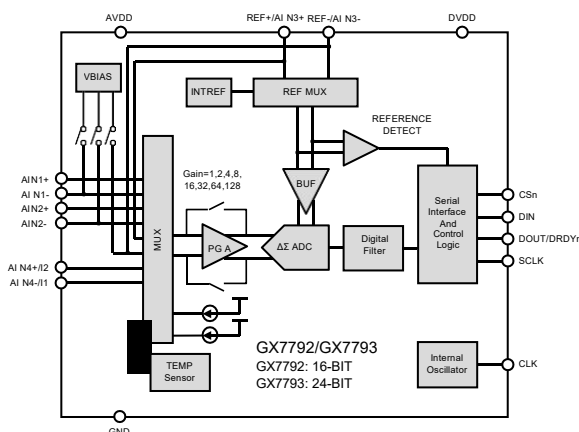 AVDD
REF+/AI N3+ REF-/AI N3-
DVDD
VBIAS
INTREF
REF MUX
REFERENCE
DETECT
AIN1+
AI N1-
AIN2+
AIN2-
AI N4+/I2
AI N4-/I1
MUX
Gain=1,2,4,8,
16,32,64,128
BUF
PG A
ΔΣ ADC
Digital
Filter
Serial
Interface
And
Control
Logic
CSn
DIN
DOUT/DRDYn
SCLK
TEMP
Sensor
GX7792/GX7793
GX7792: 16-BIT
GX7793: 24-BIT
Internal
Oscillator
CLK
GND